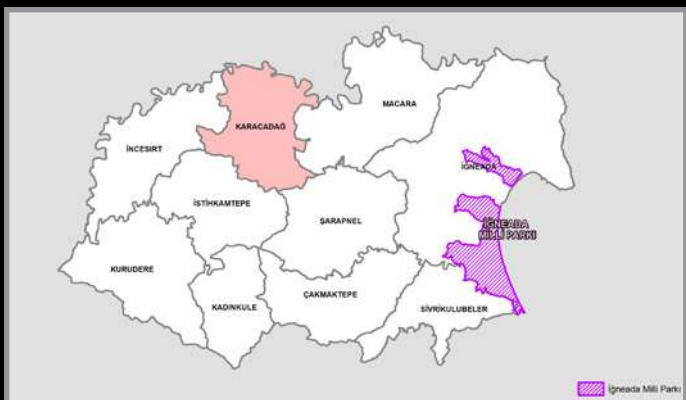 MACARA
KARACADAĞ
İNCESIRT
İĞNEADA
İSTİHKAMTEPE
ŞARAPNEL
İĞNEADA
MİLLİ PARKI
KURUDERE
ÇAKMAKTEPE
KADINKULE
SİVRİKULUBELER
İğneada Milli Parkı